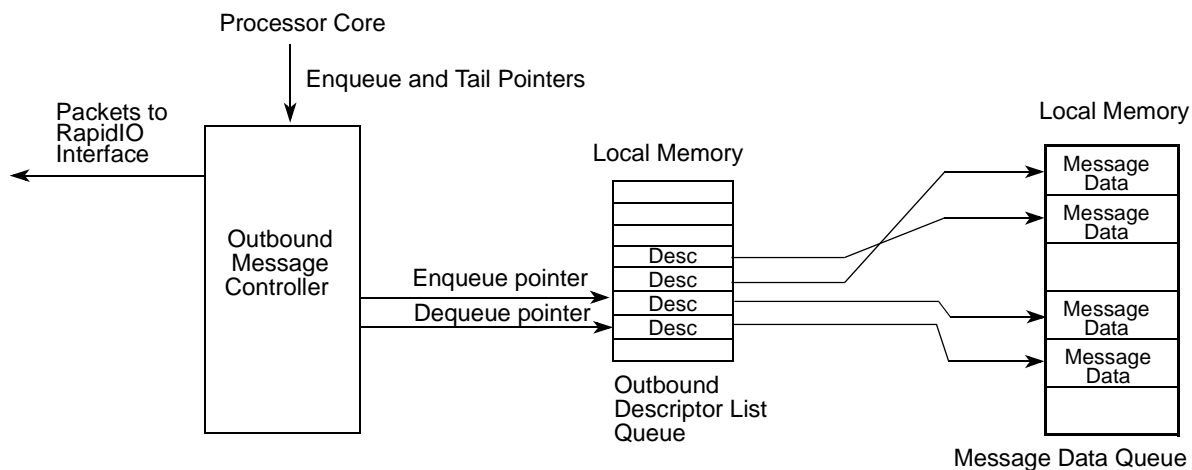 Processor Core
Enqueue and Tail Pointers
Packets to
RapidIO
Interface
Outbound
Message
Controller
Enqueue pointer
Dequeue pointer
Local Memory
Desc
Desc
Desc
Desc
Outbound
Descriptor List
Queue
Local Memory
Message
Data
Message
Data
Message
Data
Message
Data
Message Data Queue